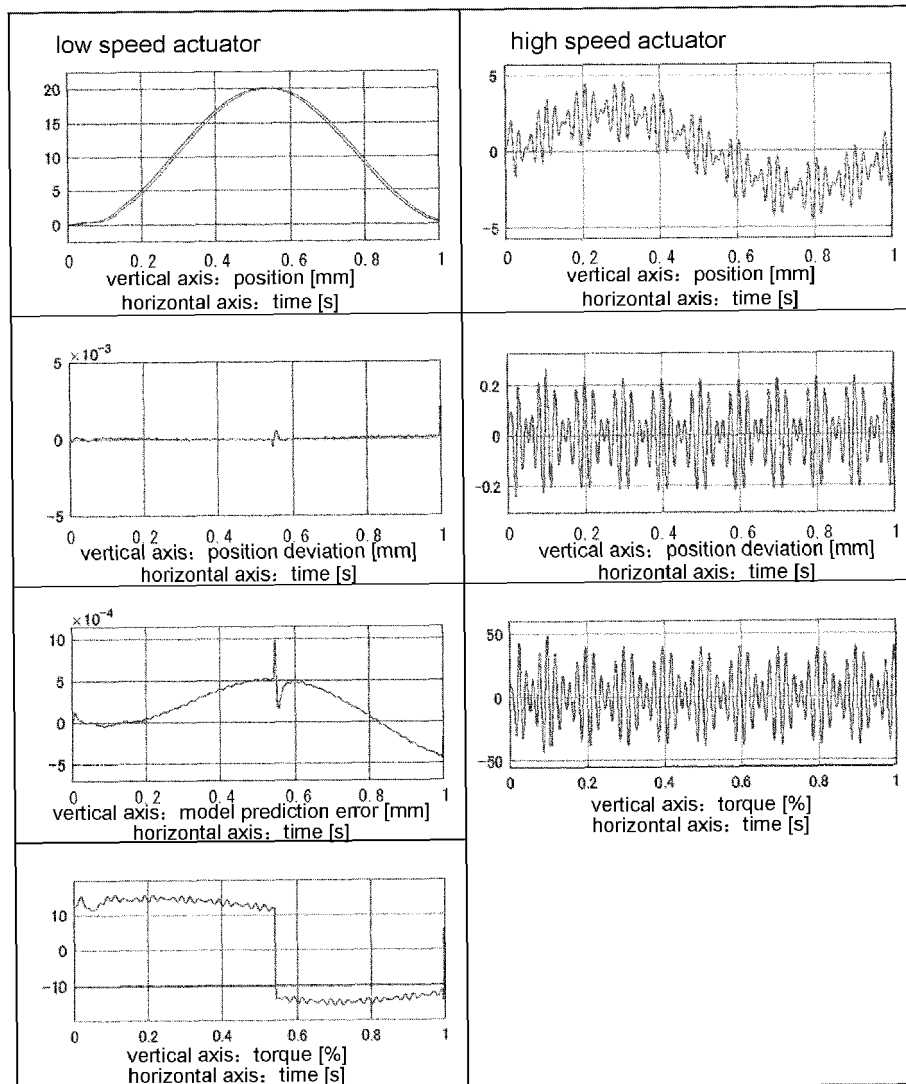 low speed actuator
20
15
10
5
0
0 0.2 0.4 0.6 0.8 1
vertical axis: position [mm]
horizontal axis: time [s]
high speed actuator
5
0
-5
0 0.2 0.4 0.6 0.8 1
vertical axis: position [mm]
horizontal axis: time [s]
×10⁻³
5
0
-5
0 0.2 0.4 0.6 0.8 1
vertical axis: position deviation [mm]
horizontal axis: time [s]
0.2
0
-0.2
0 0.2 0.4 0.6 0.8 1
vertical axis: position deviation [mm]
horizontal axis: time [s]
×10⁻⁴
10
5
0
-5
0 0.2 0.4 0.6 0.8 1
vertical axis: model prediction error [mm]
horizontal axis: time [s]
50
0
-50
0 0.2 0.4 0.6 0.8 1
vertical axis: torque [%]
horizontal axis: time [s]
10
0
-10
0 0.2 0.4 0.6 0.8 1
vertical axis: torque [%]
horizontal axis: time [s]